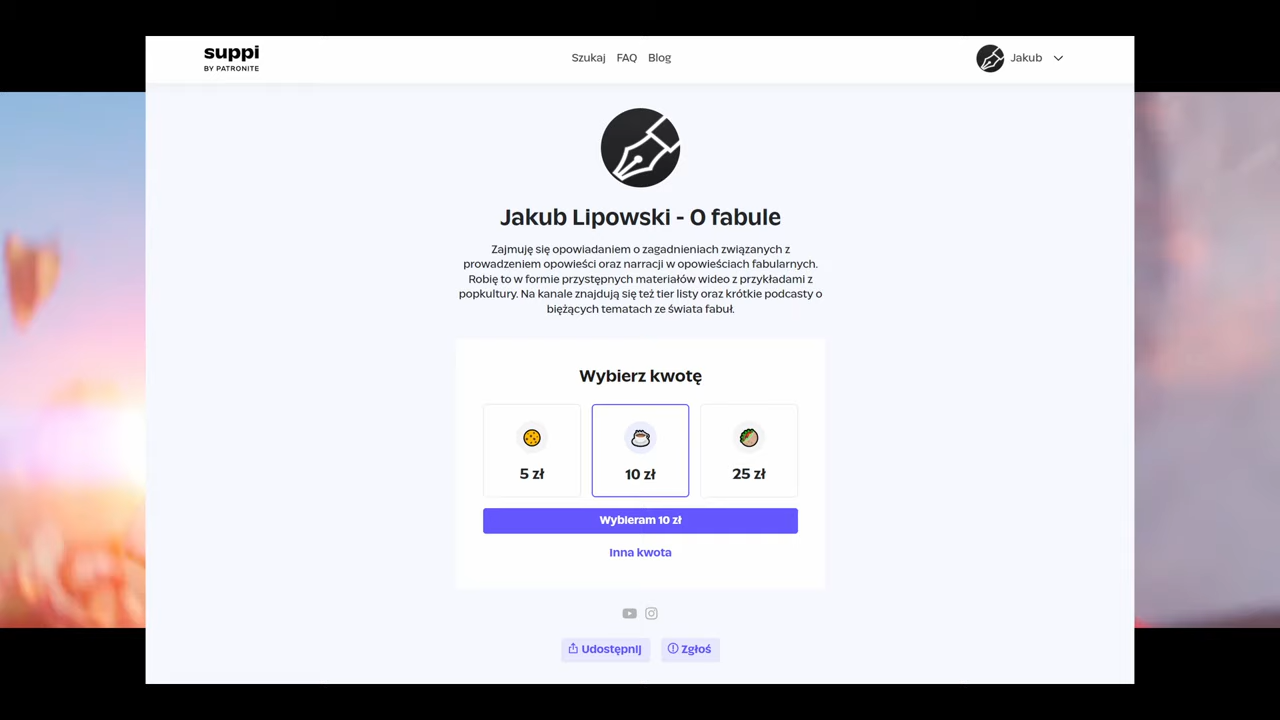 suppi
BY PATRONITE
Szukaj FAQ Blog
Jakub
Jakub Lipowski - O fabule
Zajmuję się opowiadaniem o zagadnieniach związanych z
prowadzeniem opowieści oraz narracji w opowieściach fabularnych.
Robię to w formie przystępnych materiałów wideo z przykładami z
popkultury. Na kanale znajdują się też tier listy oraz krótkie podcasty o
biężących tematach ze świata fabuł.
Wybierz kwotę
5 zł 10 zł 25 zł
Wybieram 10 zł
Inna kwota
Udostępnij Zgłoś